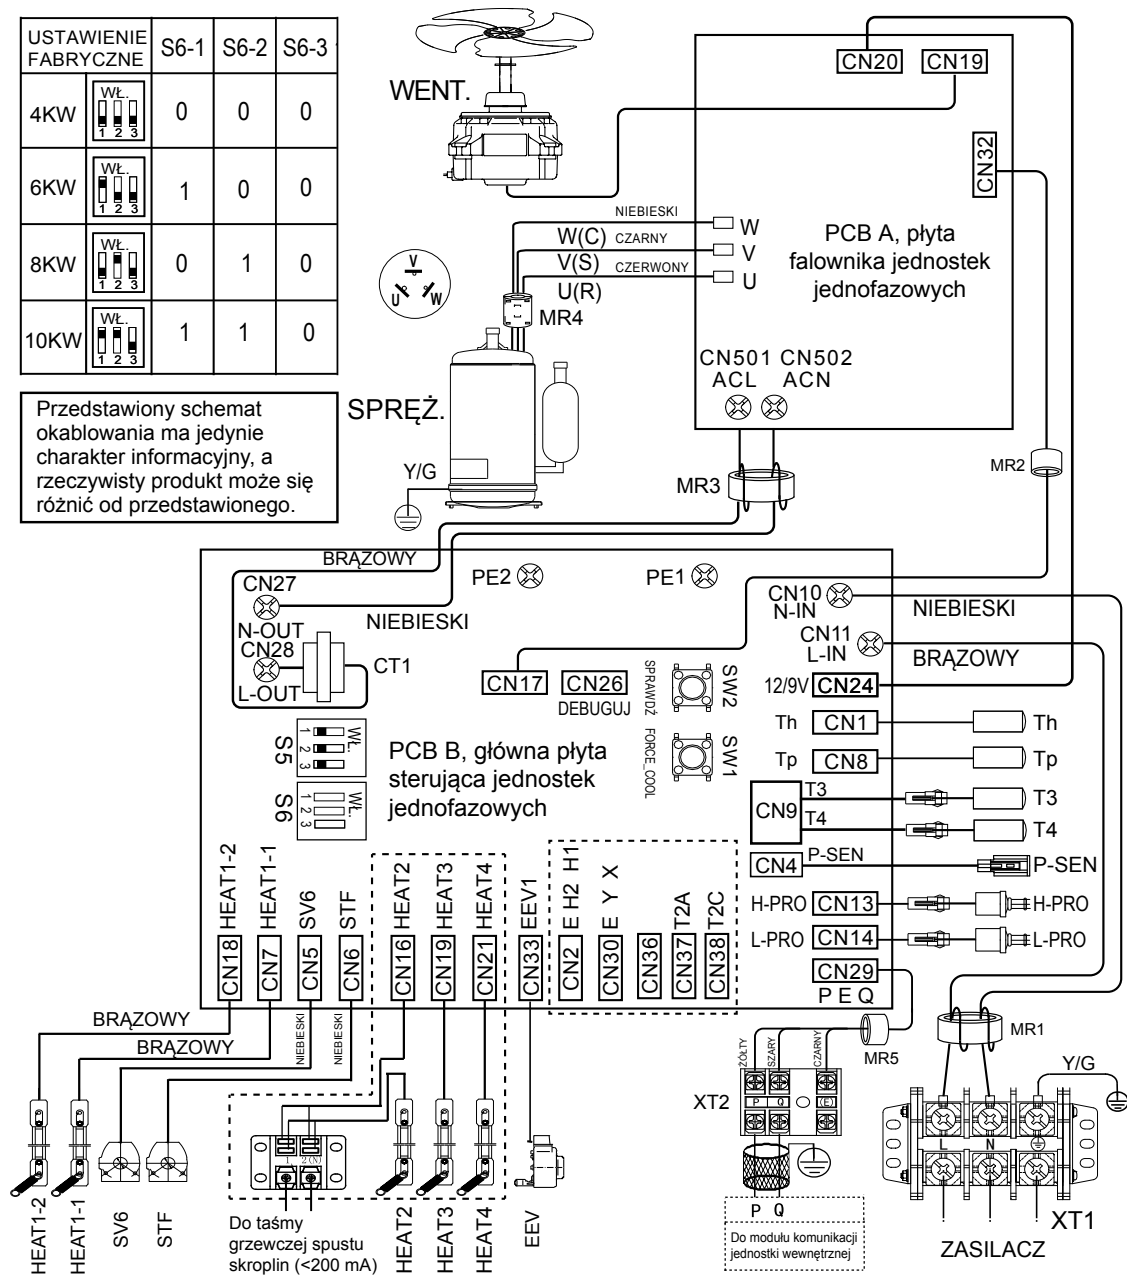 USTAWIENIE FABRYCZNE S6-1 S6-2 S6-3
4KW WŁ. 1 2 3 0 0 0
6KW WŁ. 1 2 3 1 0 0
8KW WŁ. 1 2 3 0 1 0
10KW WŁ. 1 2 3 1 1 0
Przedstawiony schemat
okablowania ma jedynie
charakter informacyjny, a
rzeczywisty produkt może się
różnić od przedstawionego.
WENT.
CN20
CN19
CN32
NIEBIESKI
W(C) CZARNY
V(S) CZERWONY
U(R)
W
V
U
V
U
W
MR4
PCB A, płyta
falownika jednostek
jednofazowych
CN501 CN502
ACL ACN
SPRĘŻ.
Y/G
MR3
MR2
BRĄZOWY
CN27
N-OUT
NIEBIESKI
CN28
L-OUT
CT1
PE2
PE1
CN10
N-IN
NIEBIESKI
CN11
L-IN
BRĄZOWY
CN17
CN26
DEBUGUJ
SPRAWDŹ
SW2
FORCE_COOL
SW1
12/9V CN24
Th CN1 Th
Tp CN8 Tp
CN9
T3 T3
T4 T4
CN4 P-SEN P-SEN
H-PRO CN13 H-PRO
L-PRO CN14 L-PRO
CN29
P E Q
S5
1 2 3
WŁ.
S6
1 2 3
WŁ.
PCB B, główna płyta
sterująca jednostek
jednofazowych
CN18 HEAT1-2
CN7 HEAT1-1
CN5 SV6
CN6 STF
CN16 HEAT2
CN19 HEAT3
CN21 HEAT4
CN33 EEV1
CN2 E H2 H1
CN30 E Y X
CN36
CN37 T2A
CN38 T2C
BRĄZOWY
BRĄZOWY
NIEBIESKI
NIEBIESKI
ŻÓŁTY
SZARY
CZARNY
MR5
MR1
Y/G
XT2
P Q E
P Q
Do modułu komunikacji
jednostki wewnętrznej
L N
XT1
ZASILACZ
HEAT1-2
HEAT1-1
SV6
STF
Do taśmy
grzewczej spustu
skroplin (<200 mA)
HEAT2
HEAT3
HEAT4
EEV